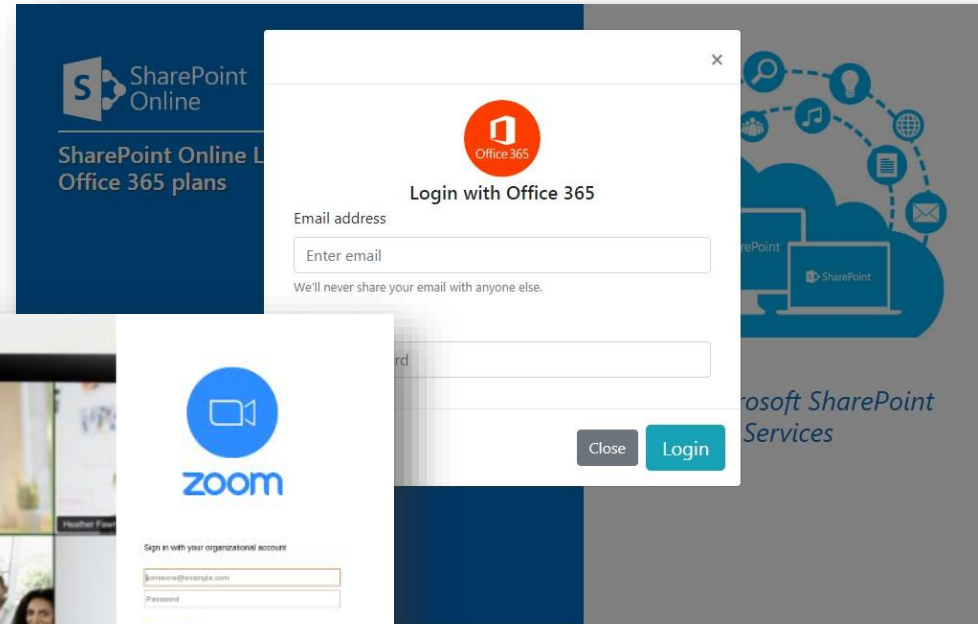 SharePoint
Online
SharePoint Online L
Office 365 plans
×
Office 365
Login with Office 365
Email address
Enter email
We'll never share your email with anyone else.
rd
Close
Login
rePoint
SharePoint
rosoft SharePoint
Services
zoom
Heather Faw
Sign in with your organizational account
someone@example.com
Password